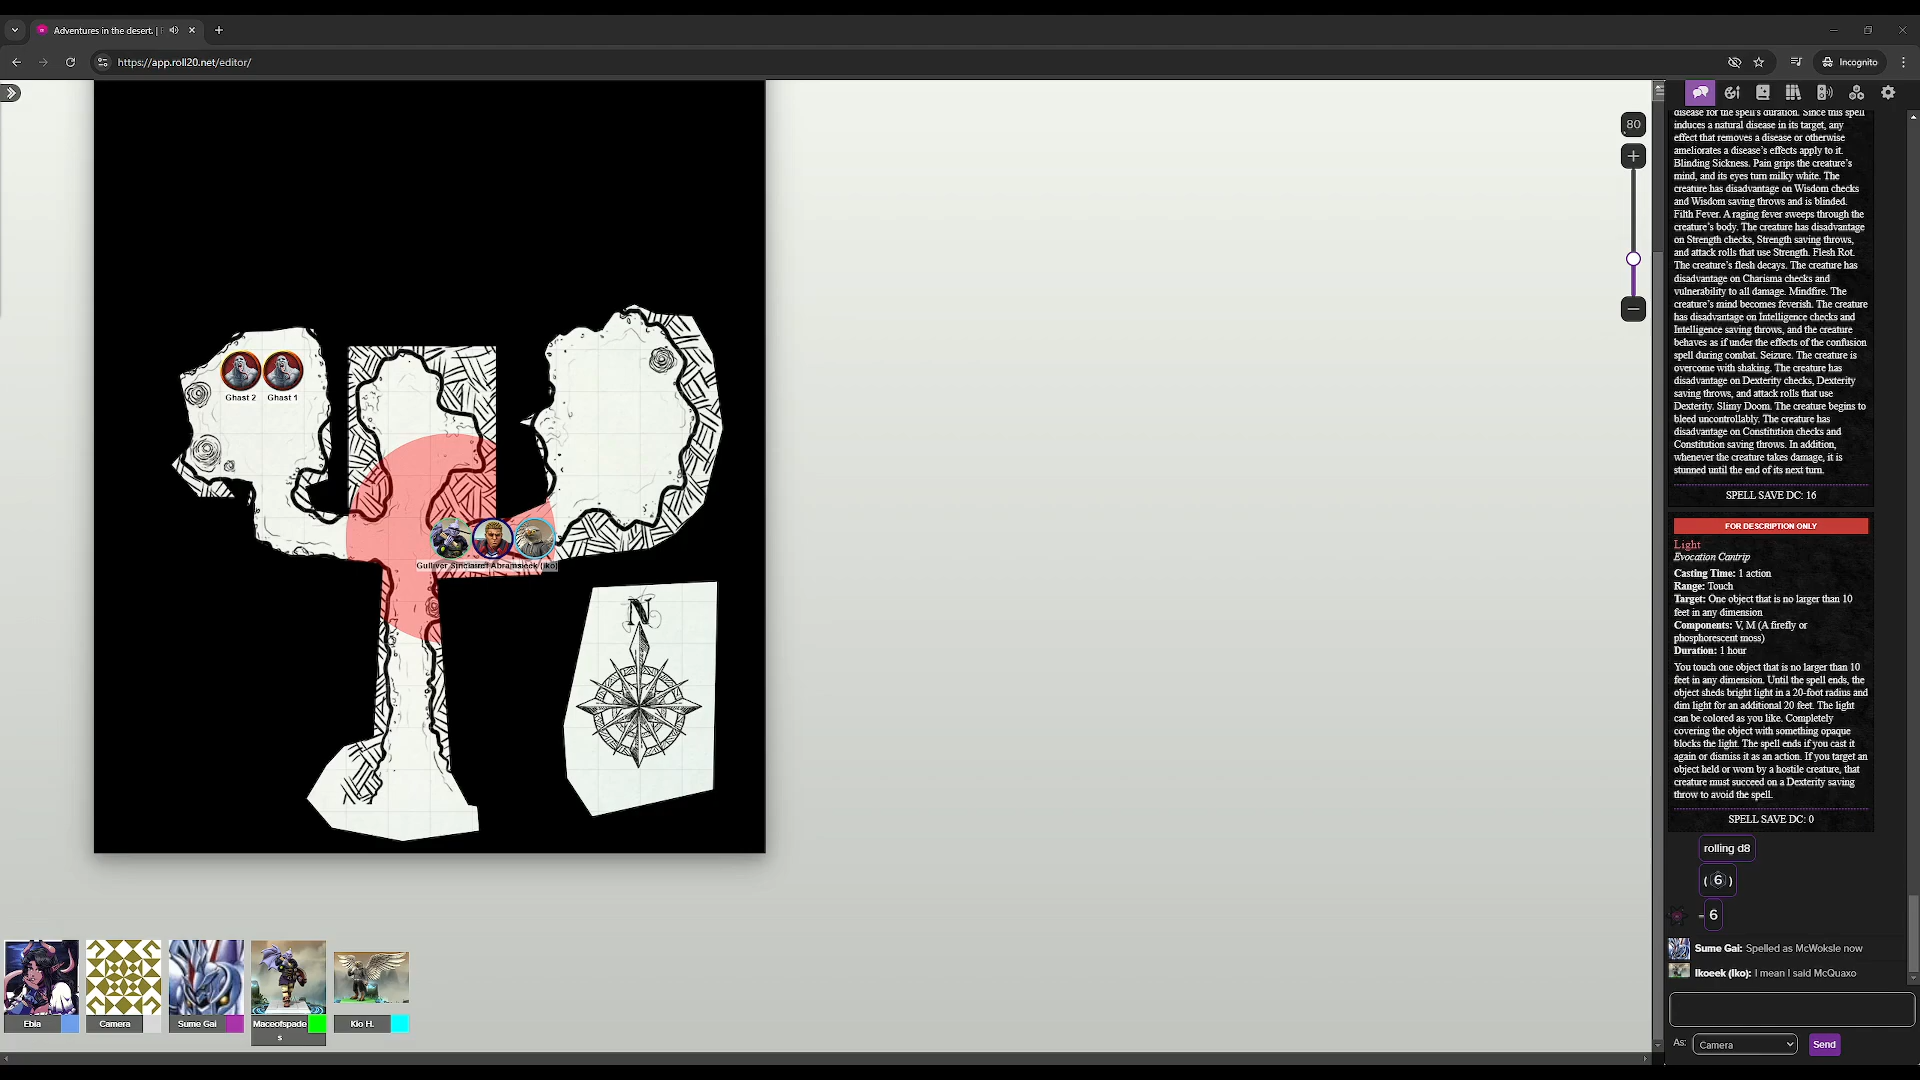 Adventures in the desert. |
https://app.roll20.net/editor/
Incognito
80
Ghast 2
Ghast 1
N
disease for the spell's duration. Since this spell
induces a natural disease in its target, any
effect that removes a disease or otherwise
ameliorates a disease's effects apply to it.
Blinding Sickness. Pain grips the creature's
mind, and its eyes turn milky white. The
creature has disadvantage on Wisdom checks
and Wisdom saving throws and is blinded.
Filth Fever. A raging fever sweeps through the
creature's body. The creature has disadvantage
on Strength checks, Strength saving throws,
and attack rolls that use Strength. Flesh Rot.
The creature's flesh decays. The creature has
disadvantage on Charisma checks and
vulnerability to all damage. Mindfire. The
creature's mind becomes feverish. The creature
has disadvantage on Intelligence checks and
Intelligence saving throws, and the creature
behaves as if under the effects of the confusion
spell during combat. Seizure. The creature is
overcome with shaking. The creature has
disadvantage on Dexterity checks, Dexterity
saving throws, and attack rolls that use
Dexterity. Slimy Doom. The creature begins to
bleed uncontrollably. The creature has
disadvantage on Constitution checks and
Constitution saving throws. In addition,
whenever the creature takes damage, it is
stunned until the end of its next turn.
SPELL SAVE DC: 16
FOR DESCRIPTION ONLY
Light
Evocation Cantrip
Casting Time: 1 action
Range: Touch
Target: One object that is no larger than 10
feet in any dimension
Components: V, M (A firefly or
phosphorescent moss)
Duration: 1 hour
You touch one object that is no larger than 10
feet in any dimension. Until the spell ends, the
object sheds bright light in a 20-foot radius and
dim light for an additional 20 feet. The light
can be colored as you like. Completely
covering the object with something opaque
blocks the light. The spell ends if you cast it
again or dismiss it as an action. If you target an
object held or worn by a hostile creature, that
creature must succeed on a Dexterity saving
throw to avoid the spell.
SPELL SAVE DC: 0
rolling d8
(6)
=6
Sume Gai: Spelled as McWoksle now
Ikoeek (Iko): I mean I said McQuaxo
As: Camera
Send
Gulliver Sinclair
Abrams
(Iko)
Ebia
Camera
Sume Gai
Maceofspade
s
Kio H.